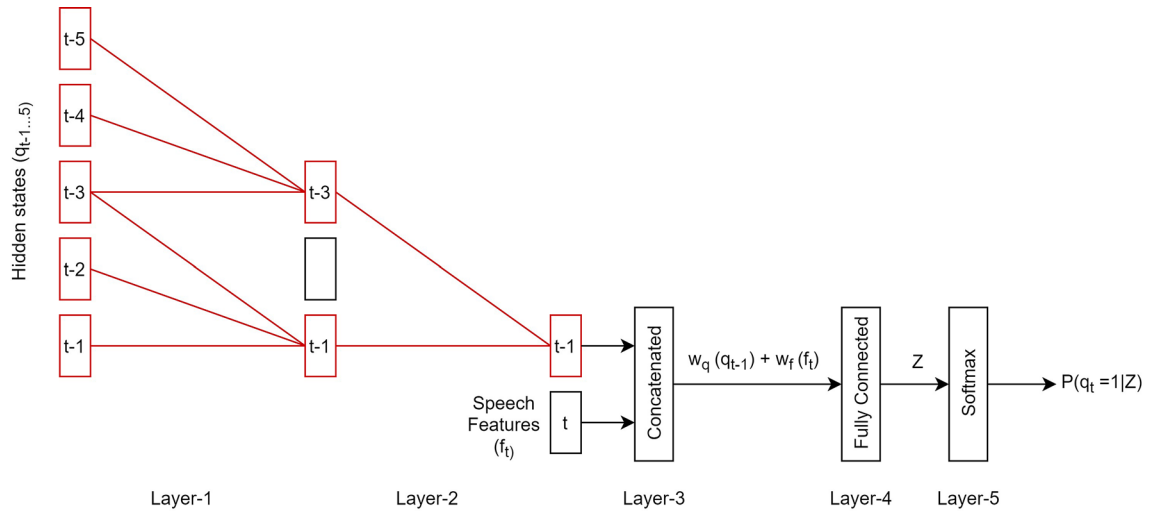 Hidden states (q_{t-1...5})
t-5
t-4
t-3
t-2
t-1
t-3
t-1
t-1
Speech
Features
(f_t)
t
Concatenated
w_q (q_{t-1}) + w_f (f_t)
Fully Connected
Z
Softmax
P(q_t =1|Z)
Layer-1
Layer-2
Layer-3
Layer-4
Layer-5